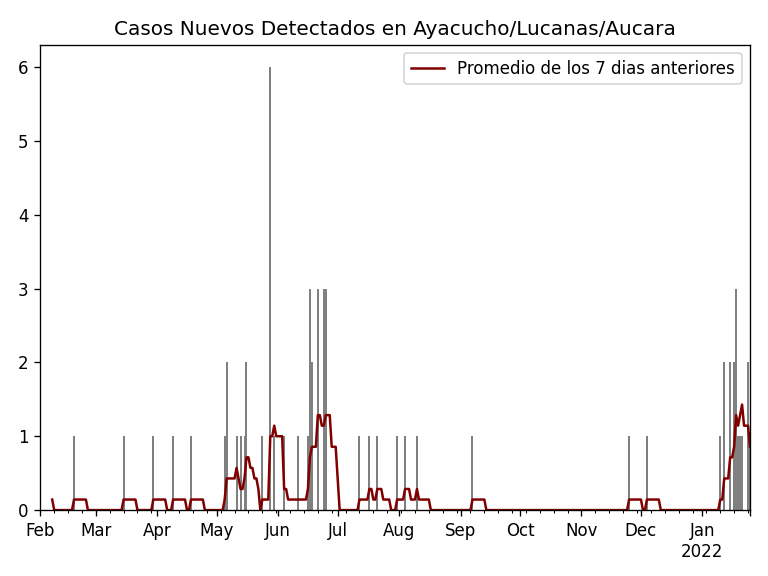 Casos Nuevos Detectados en Ayacucho/Lucanas/Aucara
Promedio de los 7 dias anteriores
6
5
4
3
2
1
0
Feb Mar Apr May Jun Jul Aug Sep Oct Nov Dec Jan
2022